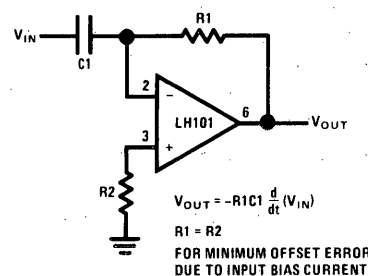 V_IN
C1
R1
2
−
LH101
6
V_OUT
3
+
R2
V_OUT = −R1C1 d/dt (V_IN)
R1 = R2
FOR MINIMUM OFFSET ERROR
DUE TO INPUT BIAS CURRENT